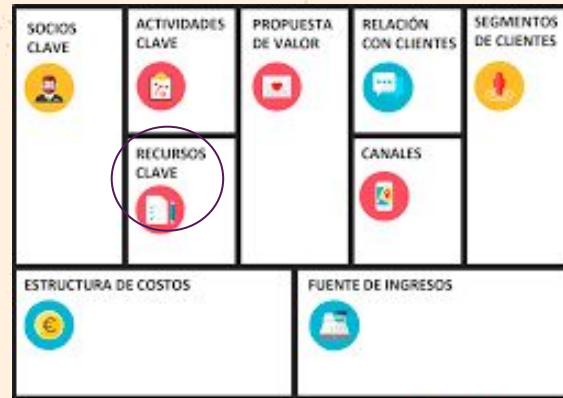 SOCIOS
CLAVE
ACTIVIDADES
CLAVE
PROPUESTA
DE VALOR
RELACIÓN
CON CLIENTES
SEGMENTOS
DE CLIENTES
RECURSOS
CLAVE
CANALES
ESTRUCTURA DE COSTOS
FUENTE DE INGRESOS